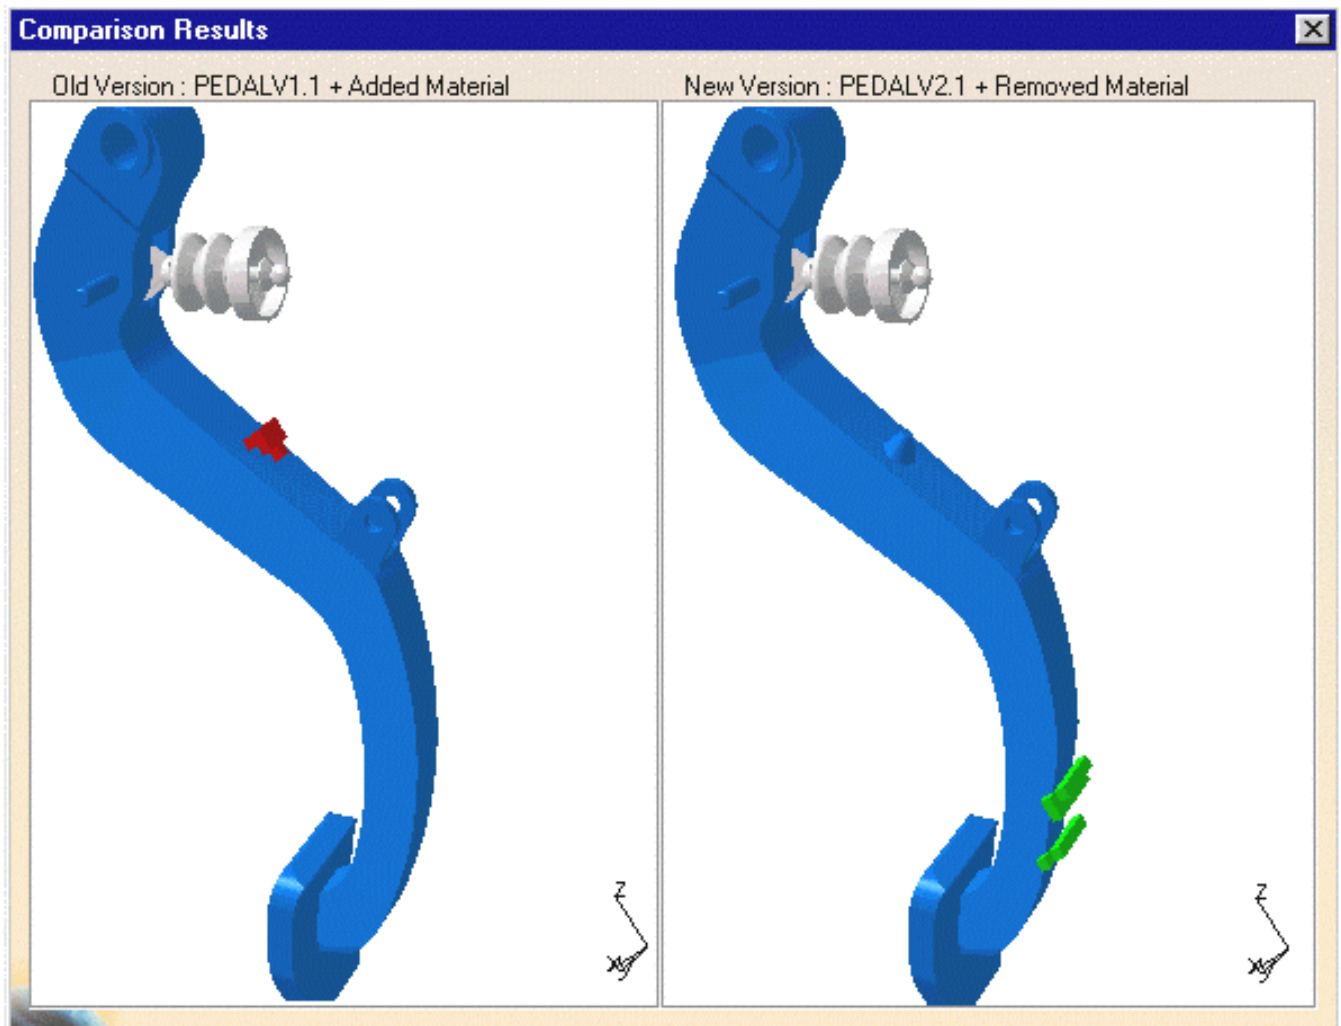 Comparison Results
Old Version : PEDALV1.1 + Added Material
New Version : PEDALV2.1 + Removed Material
z
x
y
z
x
y